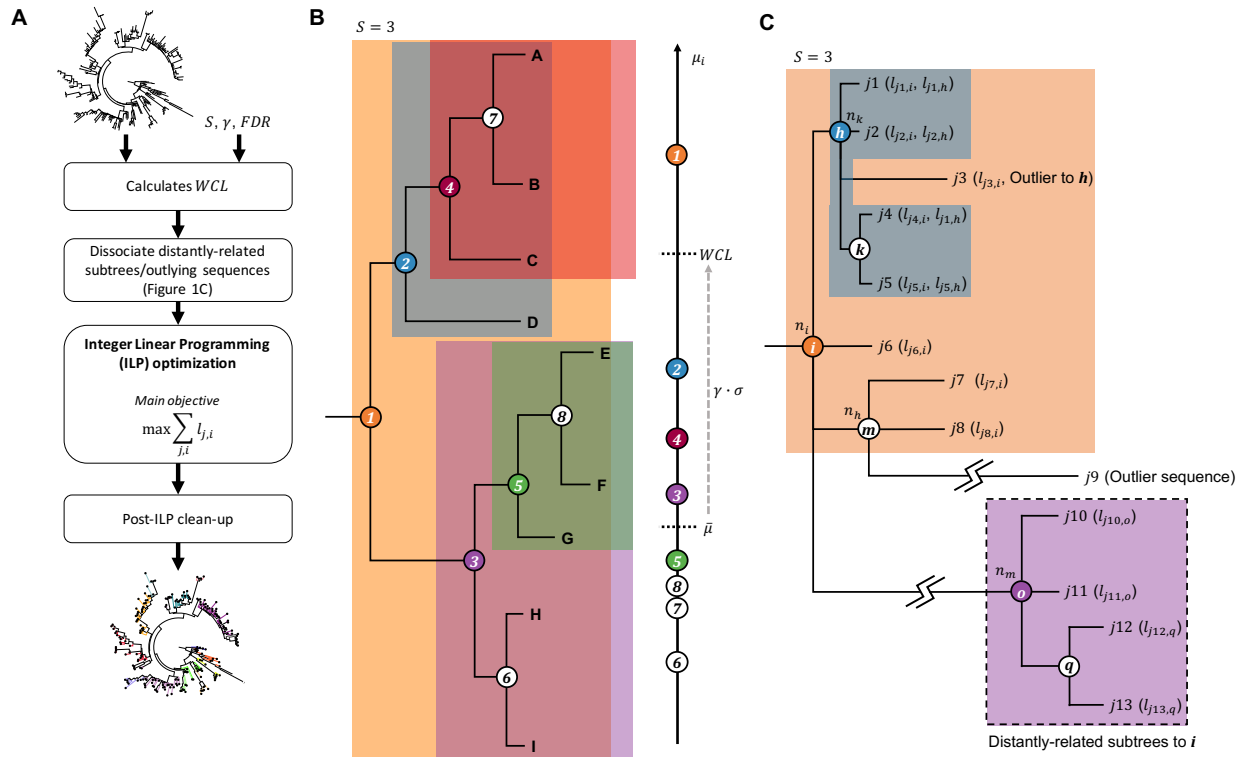 A
S, γ, FDR
Calculates WCL
Dissociate distantly-related
subtrees/outlying sequences
(Figure 1C)
Integer Linear Programming
(ILP) optimization
Main objective
max ∑ l_{j,i}
j,i
Post-ILP clean-up
B
S = 3
A
7
B
4
C
2
D
1
E
8
F
5
G
3
H
6
I
μ_i
1
WCL
2
γ · σ
4
3
μ̄
5
8
7
6
C
S = 3
j1 (l_{j1,i}, l_{j1,h})
n_k
h
j2 (l_{j2,i}, l_{j2,h})
j3 (l_{j3,i}, Outlier to h)
j4 (l_{j4,i}, l_{j1,h})
k
j5 (l_{j5,i}, l_{j5,h})
n_i
i
j6 (l_{j6,i})
j7 (l_{j7,i})
n_h
m
j8 (l_{j8,i})
j9 (Outlier sequence)
j10 (l_{j10,o})
n_m
o
j11 (l_{j11,o})
j12 (l_{j12,q})
q
j13 (l_{j13,q})
Distantly-related subtrees to i